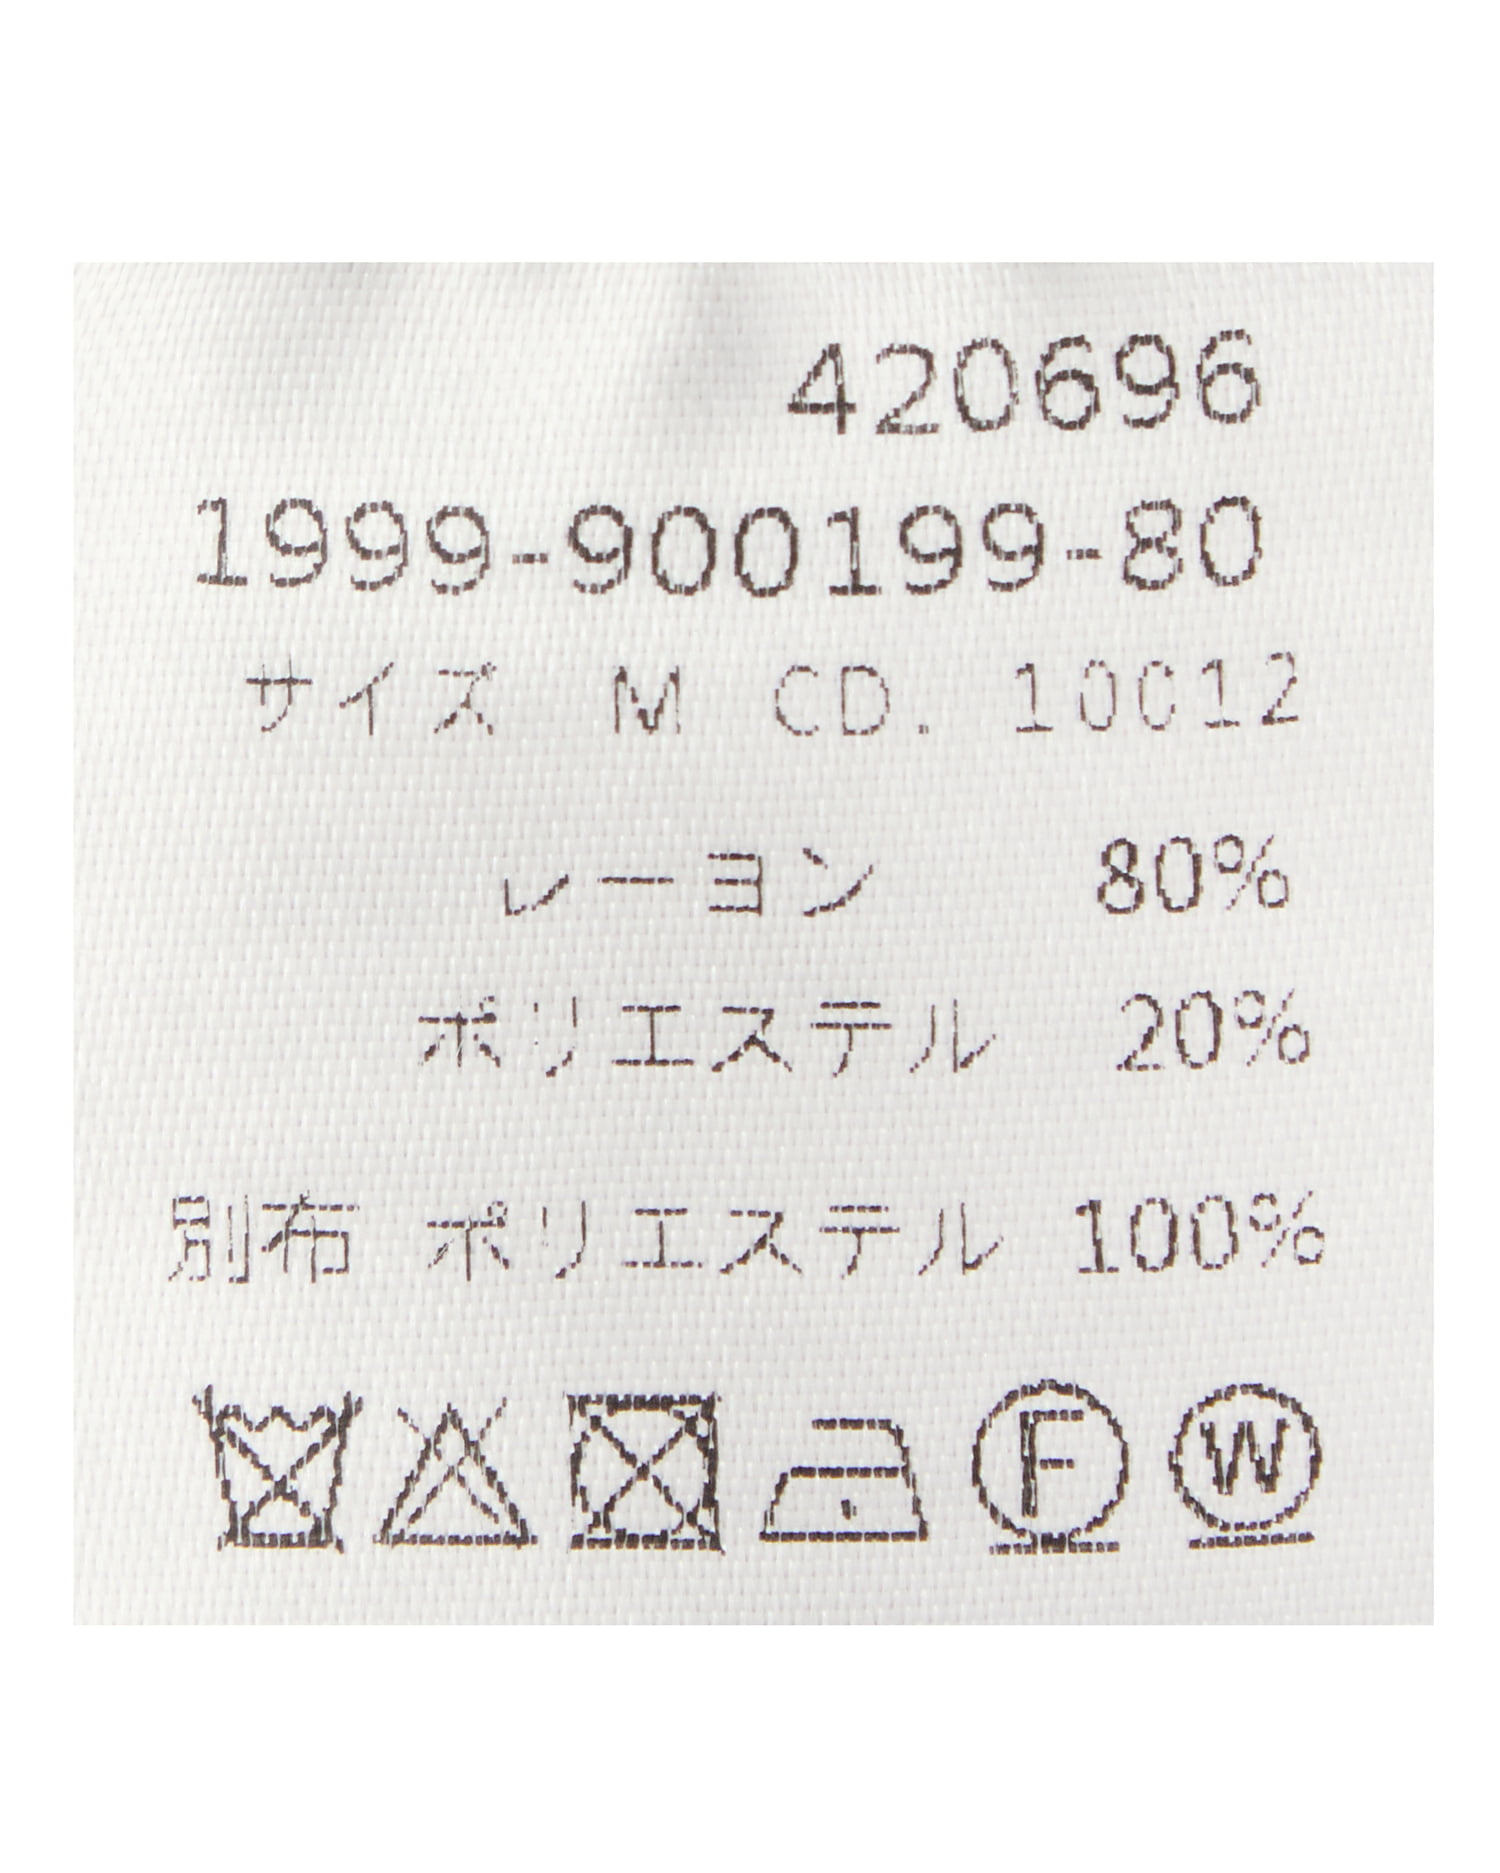 420696
1999-900199-80
サイズ M CD. 10012
レーヨン 80%
ポリエステル 20%
別布 ポリエステル 100%
F W